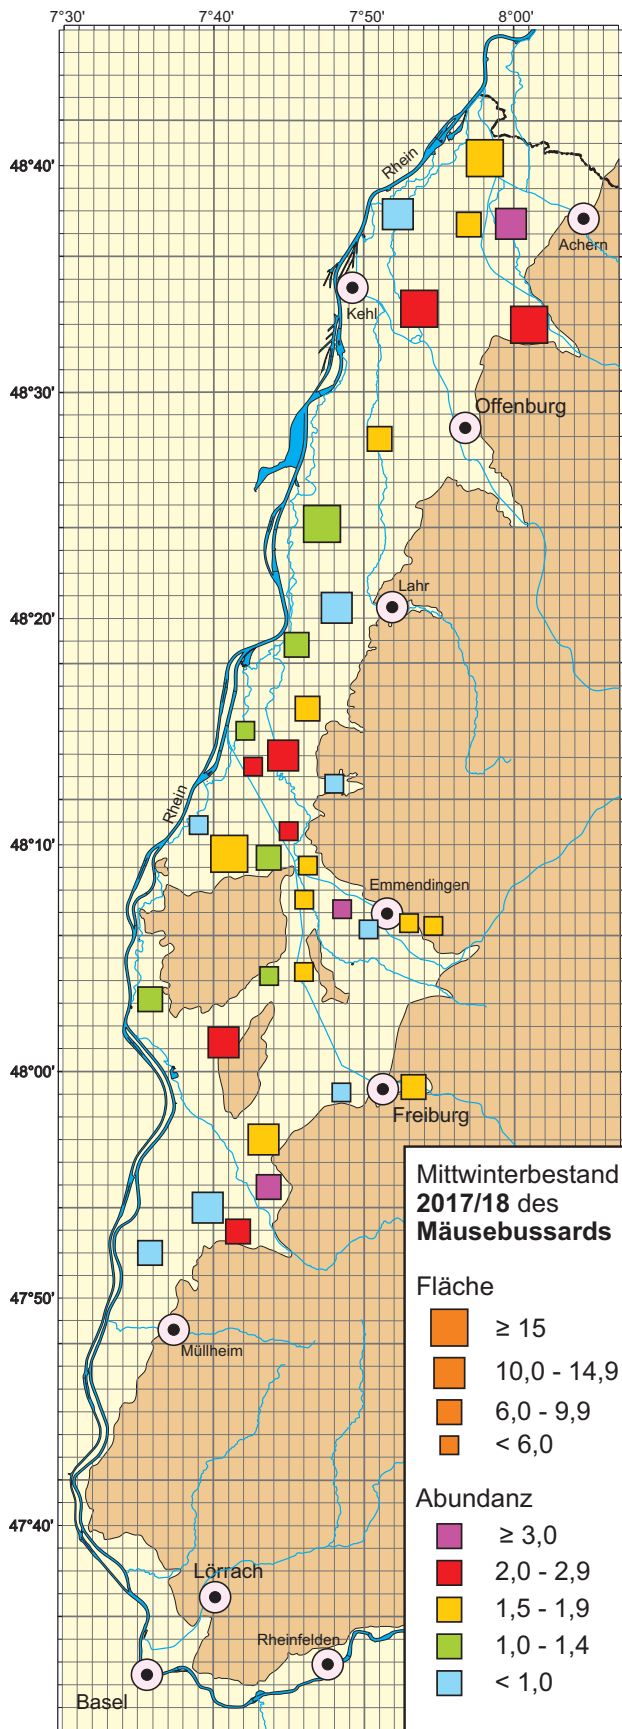 7°30' 7°40' 7°50' 8°00'
Rhein
48°40'
Achern
Kehl
48°30'
Offenburg
Lahr
48°20'
Rhein
48°10'
Emmendingen
48°00'
Freiburg
Mittwinterbestand
2017/18 des
Mäusebussards
Fläche
≥ 15
10,0 - 14,9
6,0 - 9,9
< 6,0
47°50'
Müllheim
Abundanz
≥ 3,0
2,0 - 2,9
1,5 - 1,9
1,0 - 1,4
< 1,0
47°40'
Lörrach
Rheinfelden
Basel